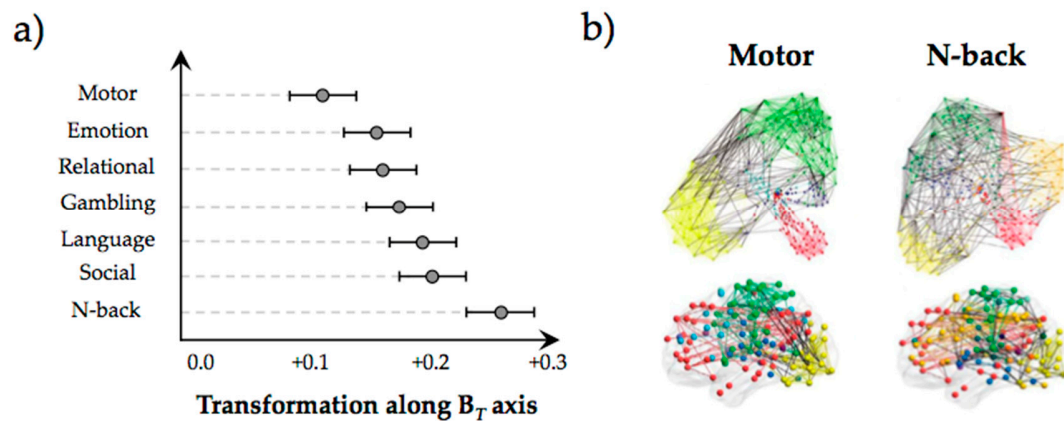 a)
Motor
Emotion
Relational
Gambling
Language
Social
N-back
0.0 +0.1 +0.2 +0.3
Transformation along B_T axis
b)
Motor N-back